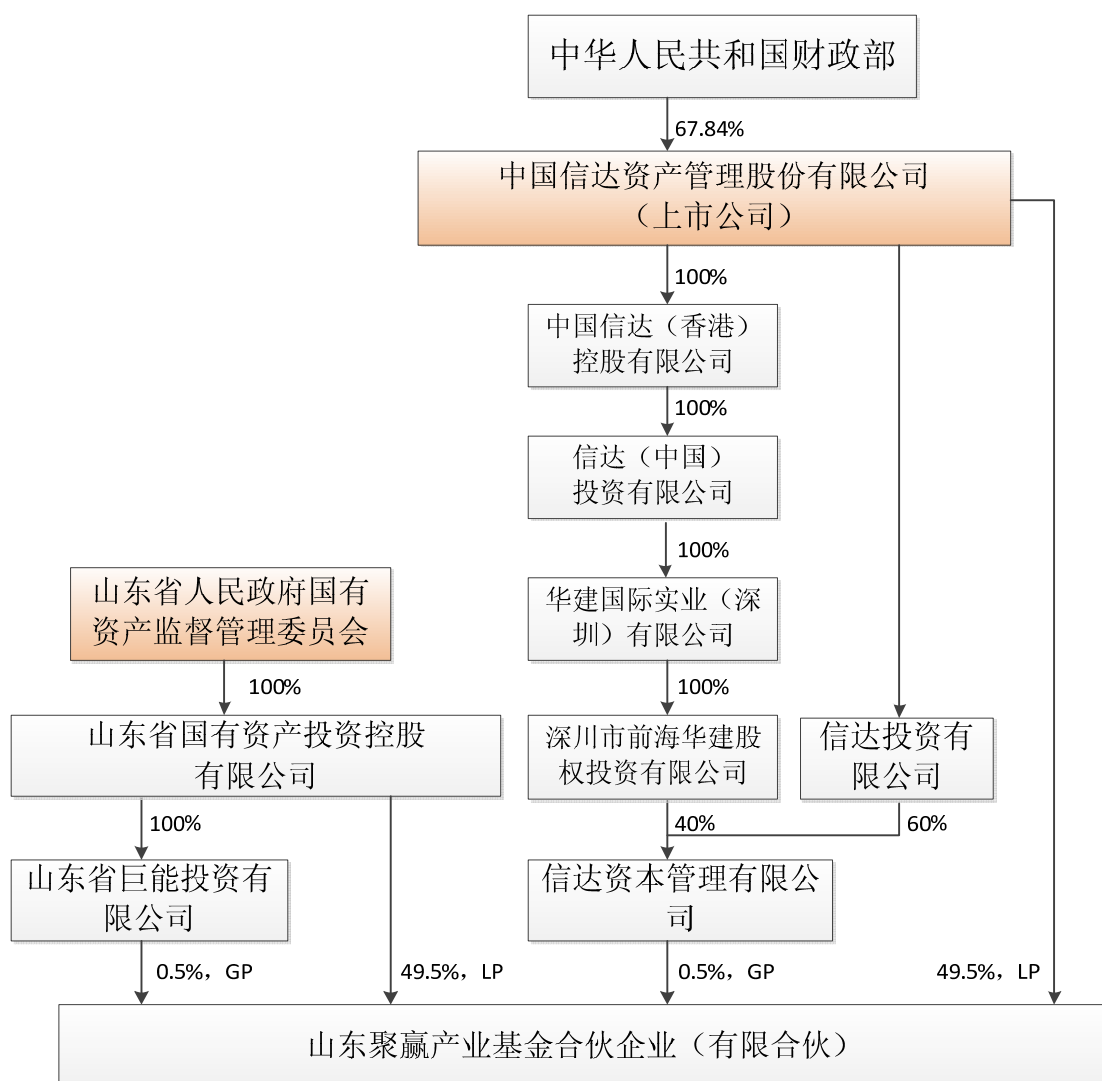 中华人民共和国财政部
67.84%
中国信达资产管理股份有限公司
（上市公司）
100%
中国信达（香港）
控股有限公司
100%
信达（中国）
投资有限公司
100%
山东省人民政府国有
资产监督管理委员会
华建国际实业（深
圳）有限公司
100%
100%
山东省国有资产投资控股
有限公司
深川市前海华建股
权投资有限公司
信达投资有
限公司
100%
40%
60%
山东省巨能投资有
限公司
信达资本管理有限公
司
0.5%，GP
49.5%，LP
0.5%，GP
49.5%，LP
山东聚赢产业基金合伙企业（有限合伙）